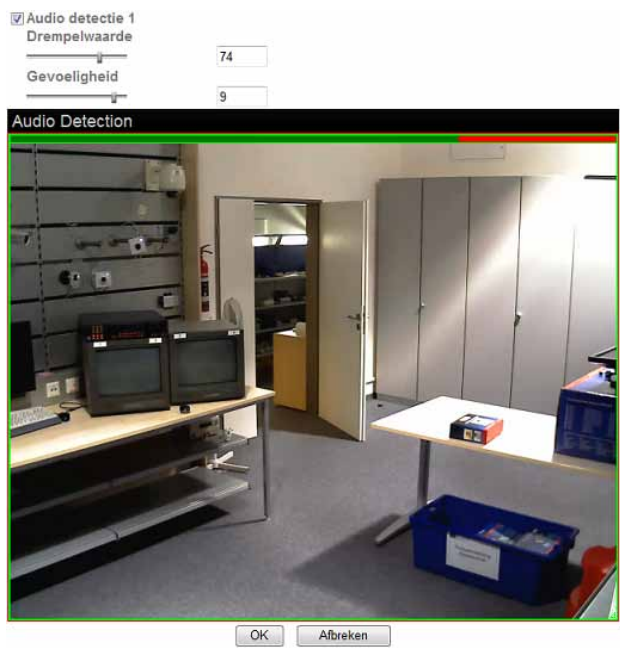 Audio detectie 1
Drempelwaarde
74
Gevoeligheid
9
Audio Detection
OK
Afbreken